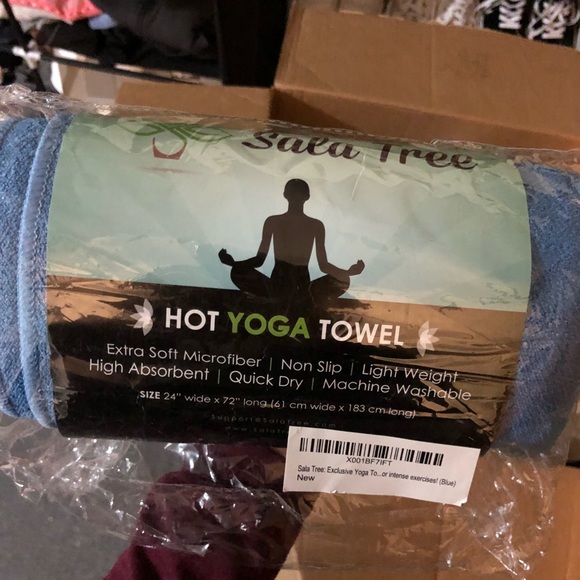 Sala Tree
HOT YOGA TOWEL
Extra Soft Microfiber | Non Slip | Light Weight
High Absorbent | Quick Dry | Machine Washable
SIZE 24" wide x 72" long (61 cm wide x 183 cm long)
X001BF7IFT
Sala Tree: Exclusive Yoga To...or intense exercises! (Blue)
New